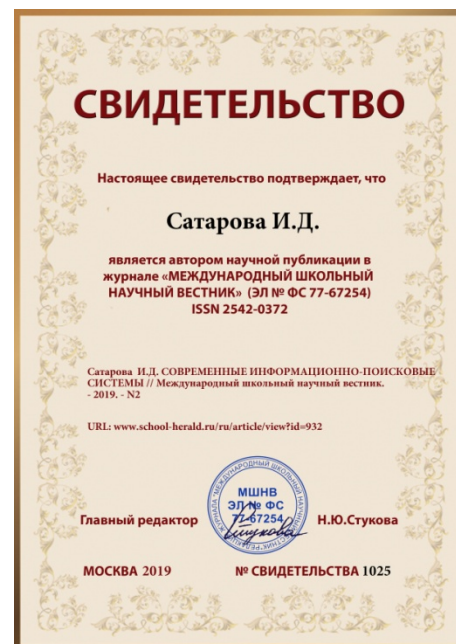 СВИДЕТЕЛЬСТВО
Настоящее свидетельство подтверждает, что
Сатарова И.Д.
является автором научной публикации в
журнале «МЕЖДУНАРОДНЫЙ ШКОЛЬНЫЙ
НАУЧНЫЙ ВЕСТНИК» (ЭЛ № ФС 77-67254)
ISSN 2542-0372
Сатарова И.Д. СОВРЕМЕННЫЕ ИНФОРМАЦИОННО-ПОИСКОВЫЕ
СИСТЕМЫ // Международный школьный научный вестник.
- 2019. - N2
URL: www.school-herald.ru/ru/article/view?id=932
МШНВ
ЭЛ № ФС
77-67254
Главный редактор
Н.Ю.Стукова
МОСКВА 2019
№ СВИДЕТЕЛЬСТВА 1025